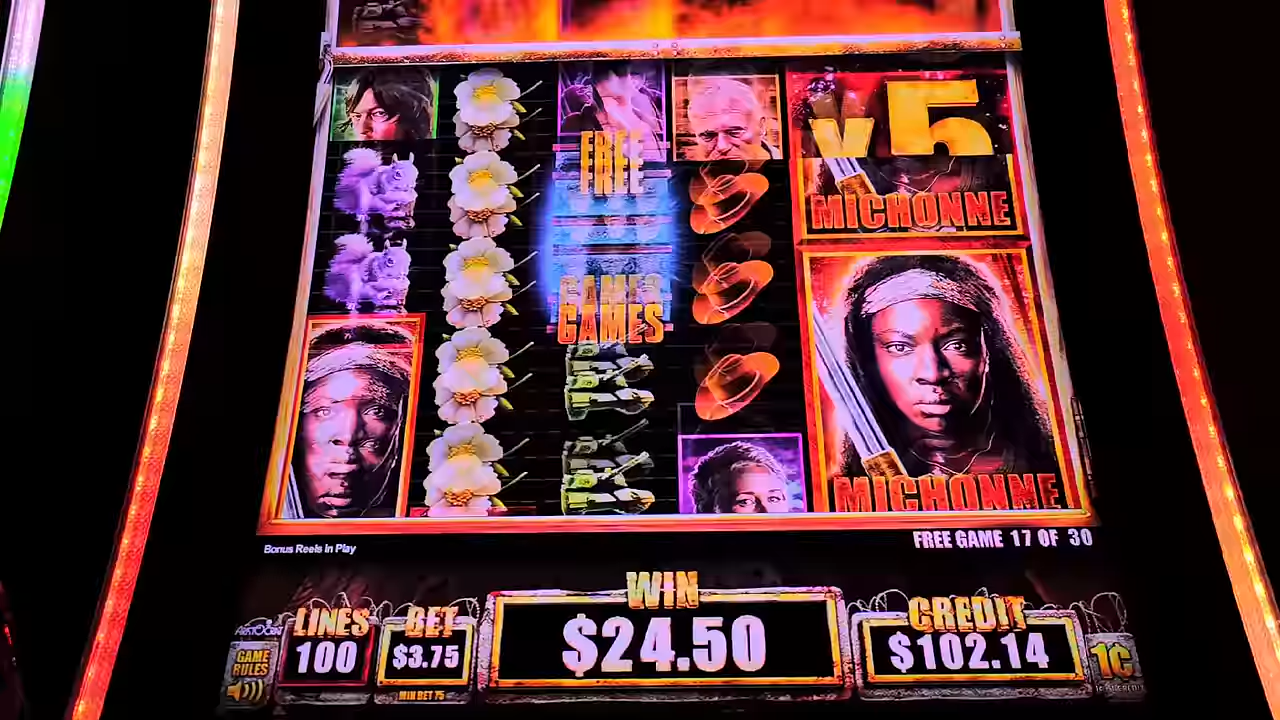 x5
FREE
FREE
MICHONNE
GAMES
GAMES
MICHONNE
Bonus Reels In Play
FREE GAME 17 OF 30
WIN
LINES BET CREDIT
ARISTOCRAT
100 $3.75 $24.50 $102.14
GAME
RULES
1¢
MIN BET 75